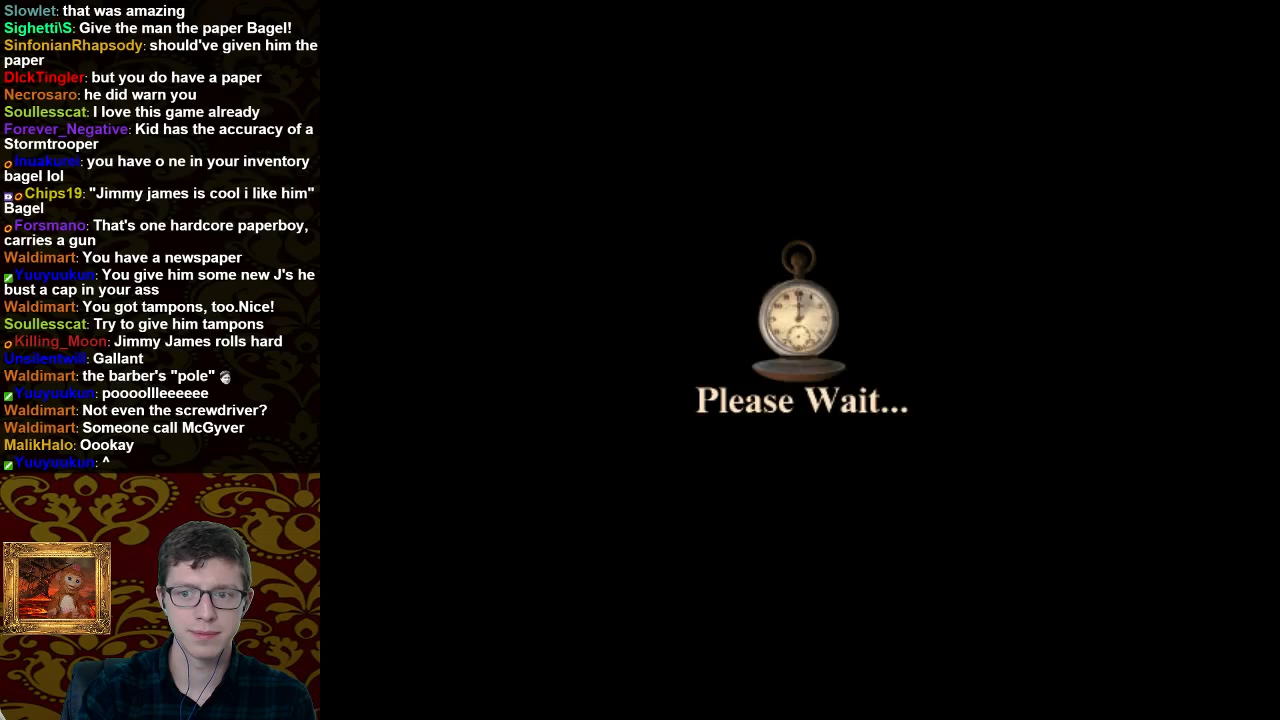 Slowlet: that was amazing
Sighetti\S: Give the man the paper Bagel!
SinfonianRhapsody: should've given him the
paper
DIckTingler: but you do have a paper
Necrosaro: he did warn you
Soullesscat: I love this game already
Forever_Negative: Kid has the accuracy of a
Stormtrooper
Inuakurei: you have o ne in your inventory
bagel lol
Chips19: "Jimmy james is cool i like him"
Bagel
Forsmano: That's one hardcore paperboy,
carries a gun
Waldimart: You have a newspaper
Yuuyuukun: You give him some new J's he
bust a cap in your ass
Waldimart: You got tampons, too.Nice!
Soullesscat: Try to give him tampons
Killing_Moon: Jimmy James rolls hard
Unsilentwill: Gallant
Waldimart: the barber's "pole"
Yuuyuukun: poooollleeeeee
Waldimart: Not even the screwdriver?
Waldimart: Someone call McGyver
MalikHalo: Oookay
Yuuyuukun: ^
Please Wait...